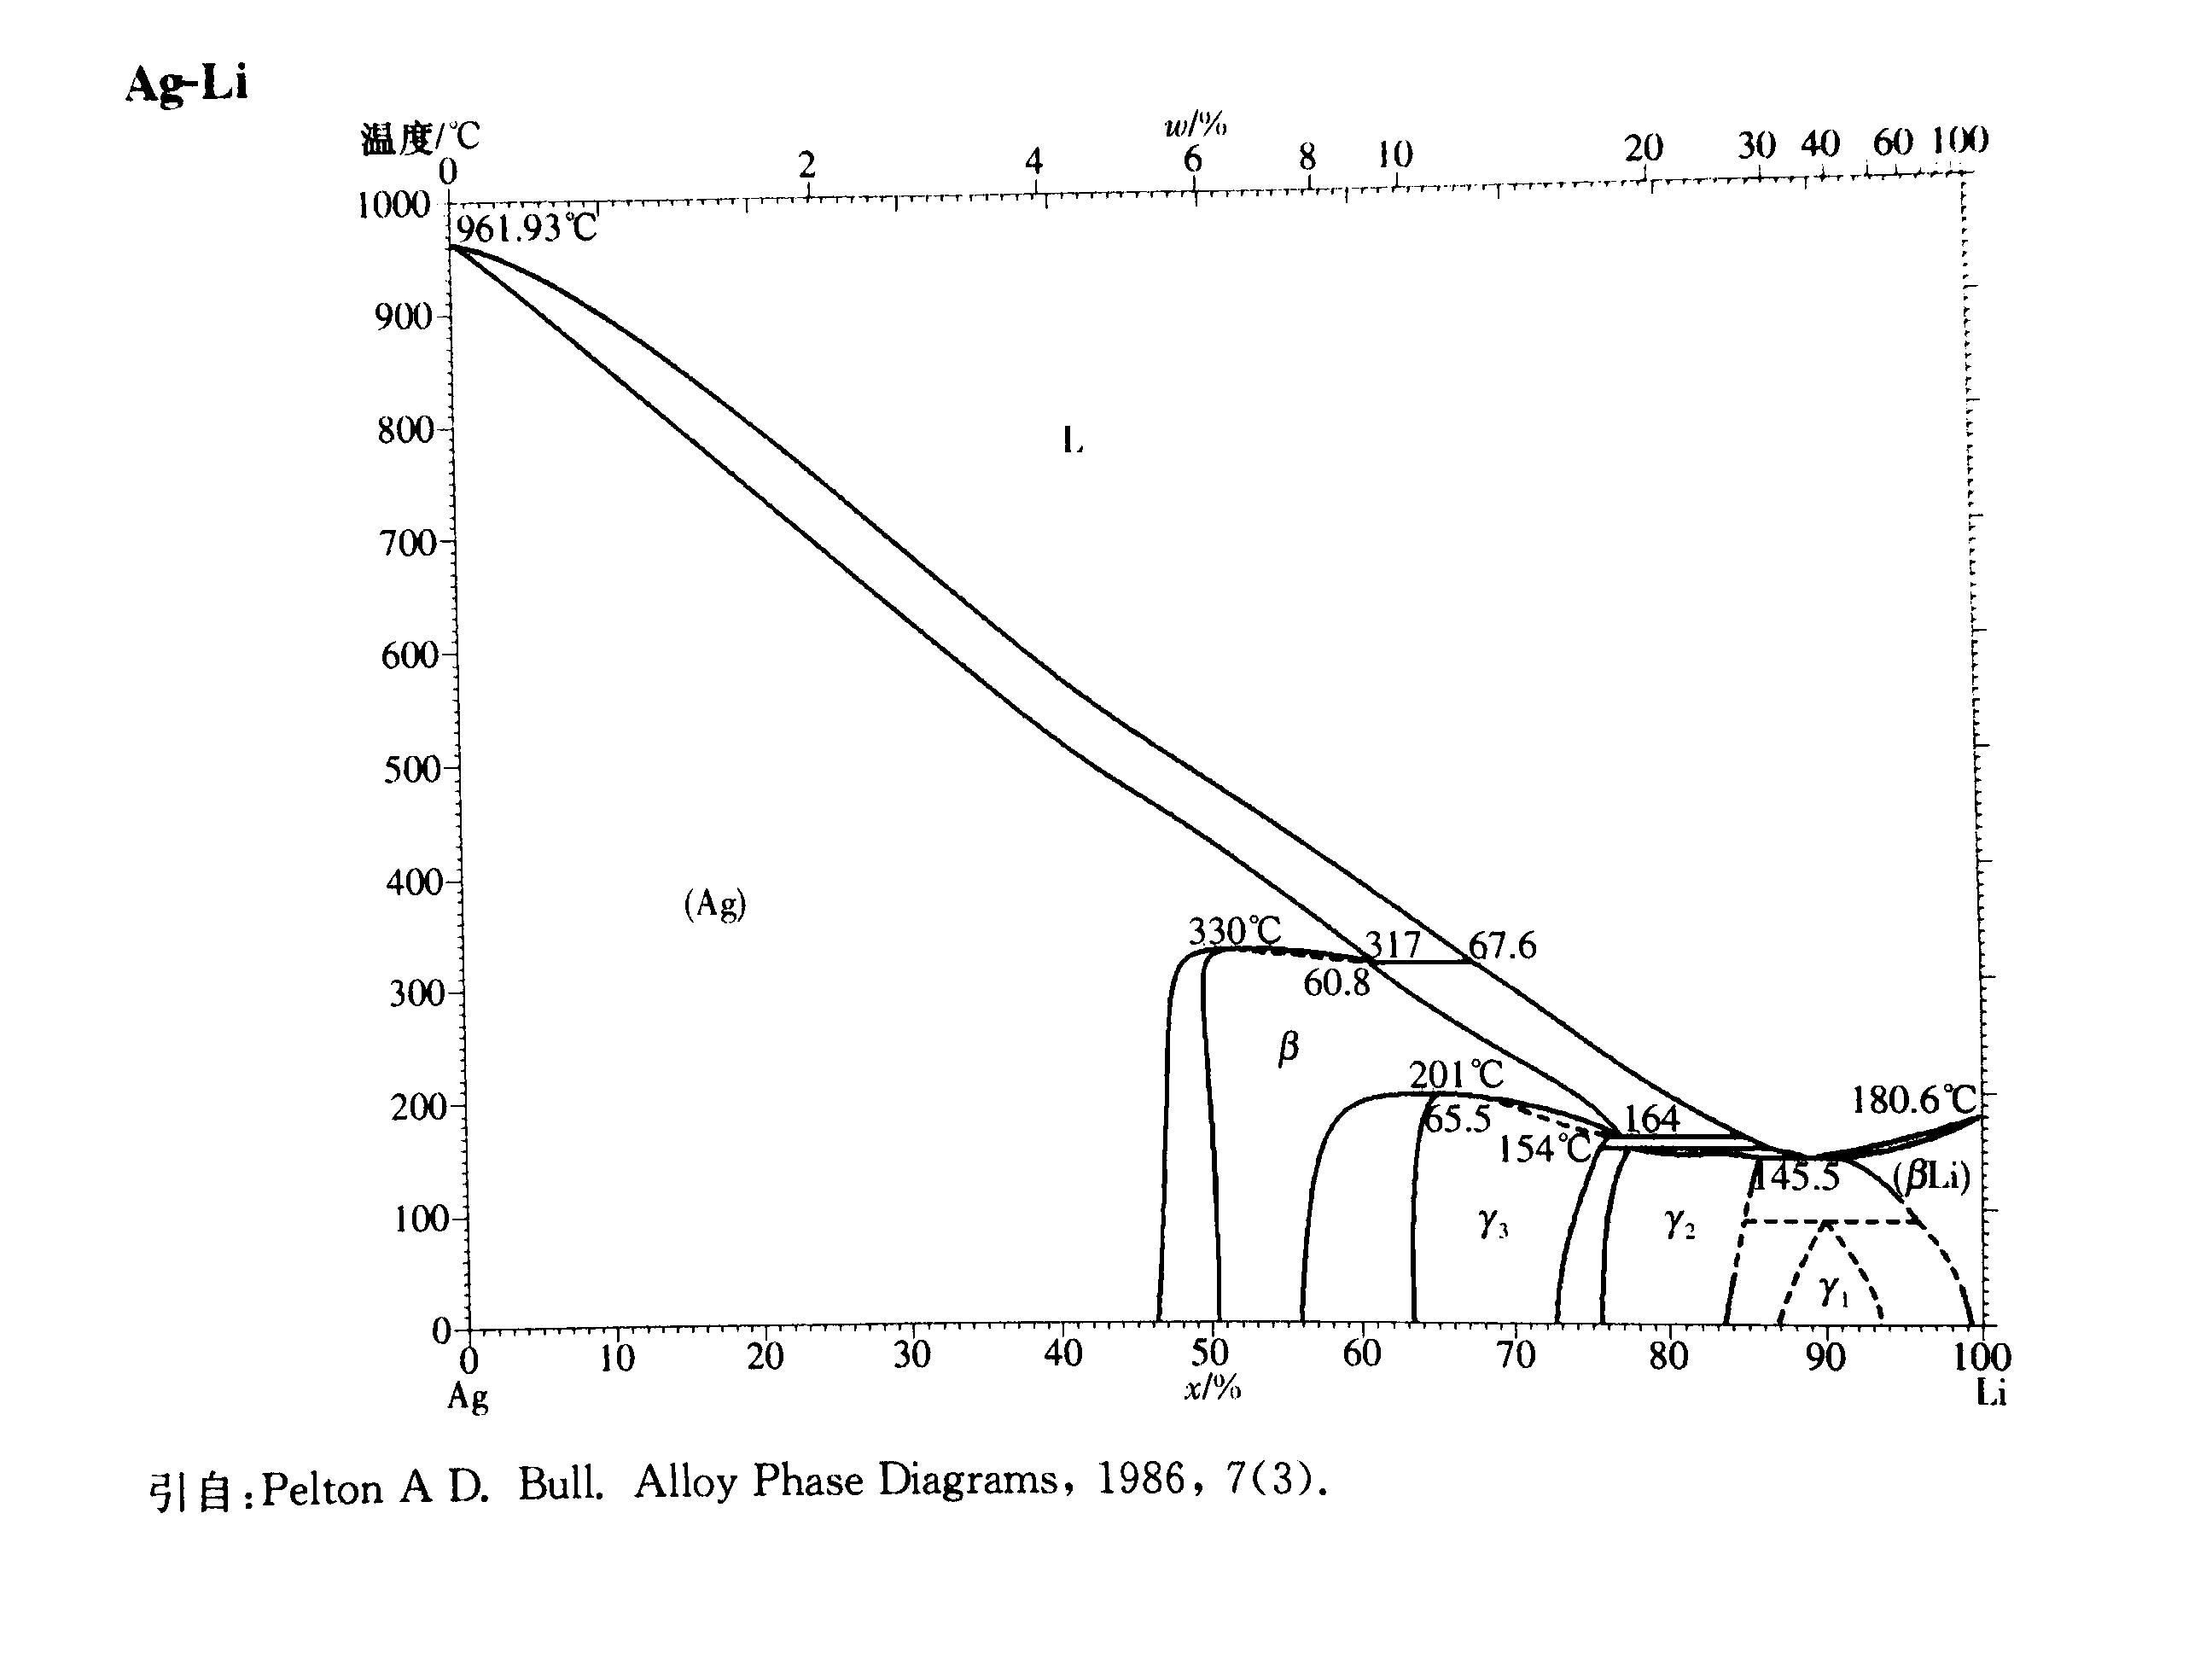 Ag-Li
温度/℃
w/%
0 2 4 6 8 10 20 30 40 60 100
1000
961.93℃
900
800
L
700
600
500
400
(Ag)
330℃ 317 67.6
60.8
300
β
201℃
200
65.5 164 180.6℃
154℃
145.5 (βLi)
100
γ3 γ2
γ1
0
0 10 20 30 40 50 60 70 80 90 100
Ag x/% Li
引自:Pelton A D. Bull. Alloy Phase Diagrams, 1986, 7(3).